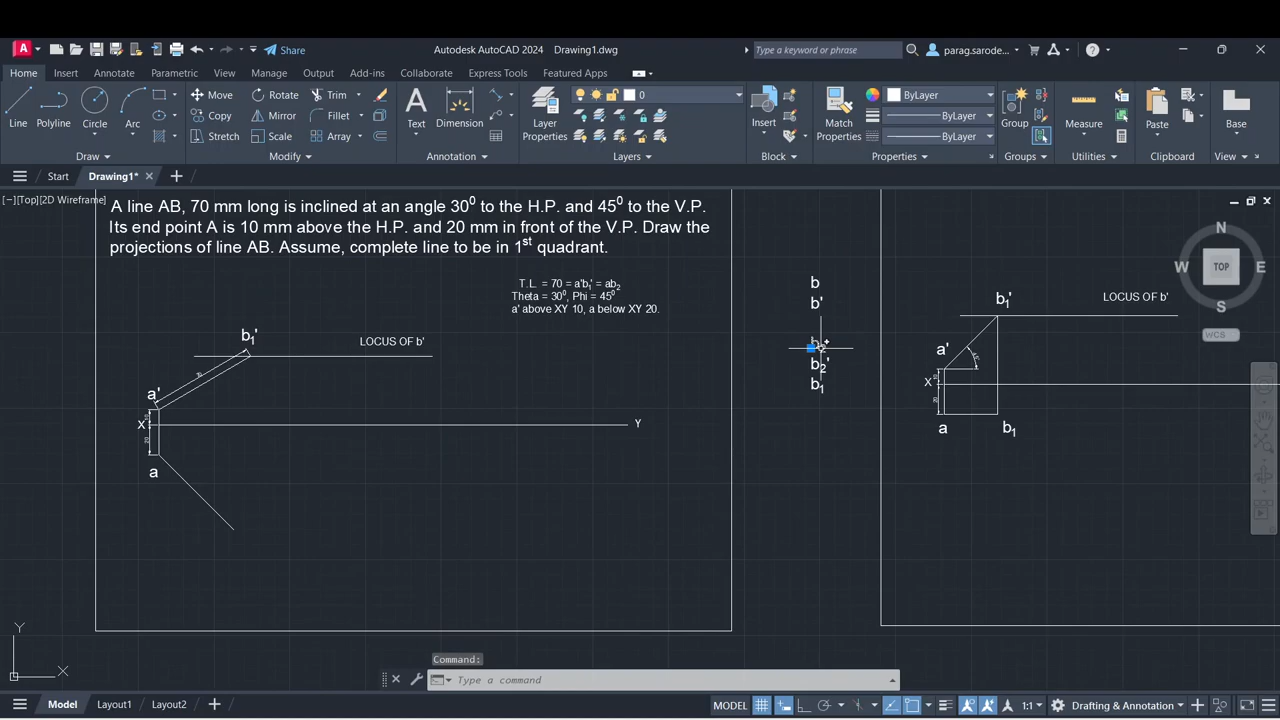 Share
Autodesk AutoCAD 2024 Drawing1.dwg
Type a keyword or phrase
parag.sarode...
Home Insert Annotate Parametric View Manage Output Add-ins Collaborate Express Tools Featured Apps
Line Polyline Circle Arc
Move Rotate Trim
Copy Mirror Fillet
Stretch Scale Array
Text Dimension
Layer Properties
0
Insert
Match Properties
ByLayer
ByLayer
ByLayer
Group
Measure
Paste
Base
Draw Modify Annotation Layers Block Properties Groups Utilities Clipboard View
Start Drawing1*
[−][Top][2D Wireframe]
A line AB, 70 mm long is inclined at an angle 30⁰ to the H.P. and 45⁰ to the V.P.
Its end point A is 10 mm above the H.P. and 20 mm in front of the V.P. Draw the
projections of line AB. Assume, complete line to be in 1st quadrant.
T.L. = 70 = a'b₁' = ab₂
Theta = 30⁰, Phi = 45⁰
a' above XY 10, a below XY 20.
b₁'
LOCUS OF b'
a'
X
Y
a
20
b
b'
b₂'
b₁
b₁'
LOCUS OF b'
a'
X
a
b₁
N
W TOP E
S
WCS
Y
X
Command:
Type a command
Model Layout1 Layout2
MODEL
1:1
Drafting & Annotation